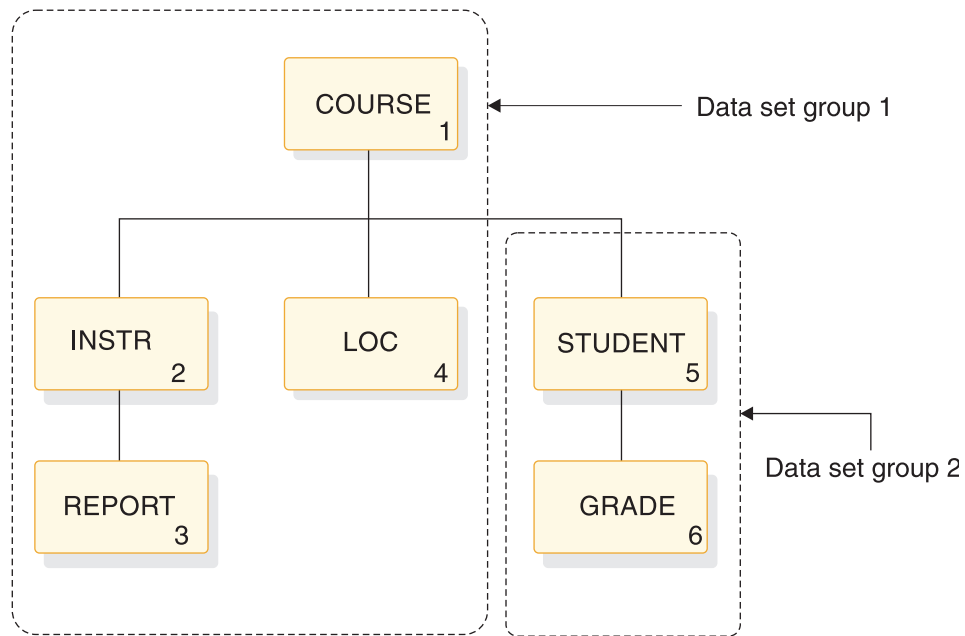 COURSE
1
Data set group 1
INSTR
2
LOC
4
STUDENT
5
Data set group 2
REPORT
3
GRADE
6